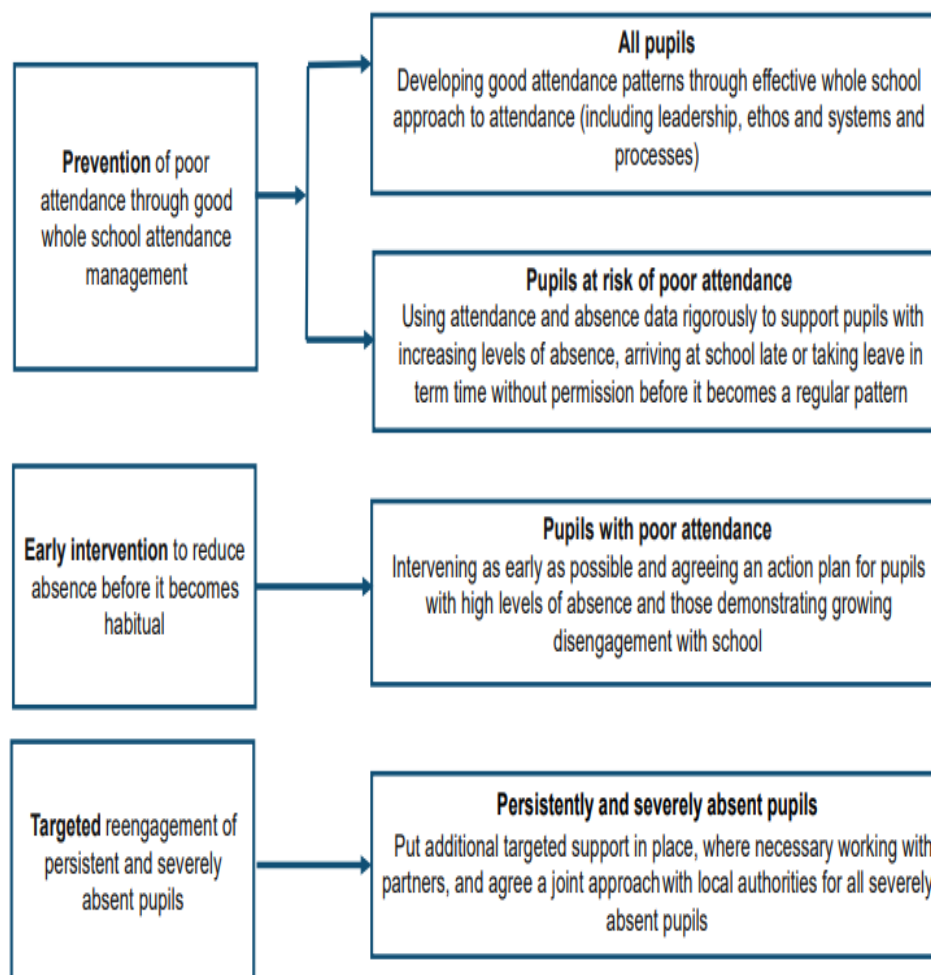 Prevention of poor
attendance through good
whole school attendance
management
All pupils
Developing good attendance patterns through effective whole school
approach to attendance (including leadership, ethos and systems and
processes)
Pupils at risk of poor attendance
Using attendance and absence data rigorously to support pupils with
increasing levels of absence, arriving at school late or taking leave in
term time without permission before it becomes a regular pattern
Early intervention to reduce
absence before it becomes
habitual
Pupils with poor attendance
Intervening as early as possible and agreeing an action plan for pupils
with high levels of absence and those demonstrating growing
disengagement with school
Targeted reengagement of
persistent and severely
absent pupils
Persistently and severely absent pupils
Put additional targeted support in place, where necessary working with
partners, and agree a joint approach with local authorities for all severely
absent pupils